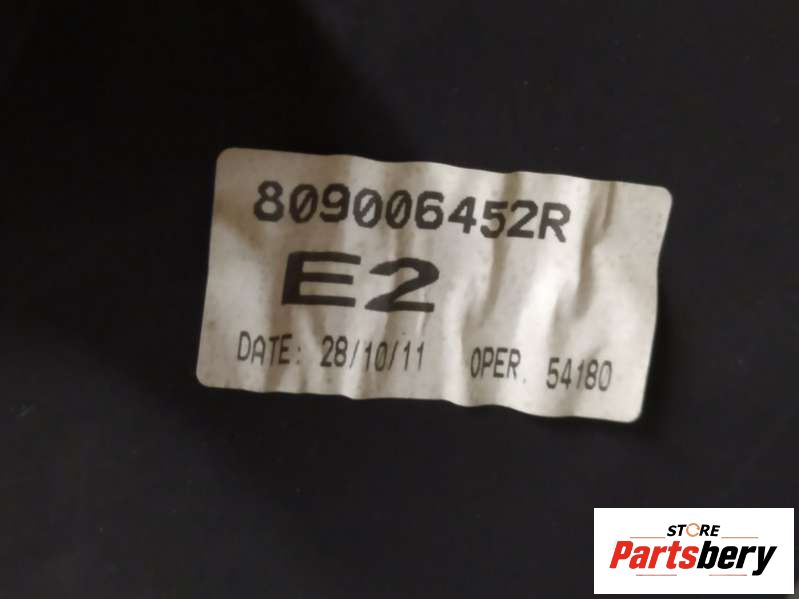 809006452R
E2
DATE: 28/10/11 OPER. 54180
STORE
Partsbery